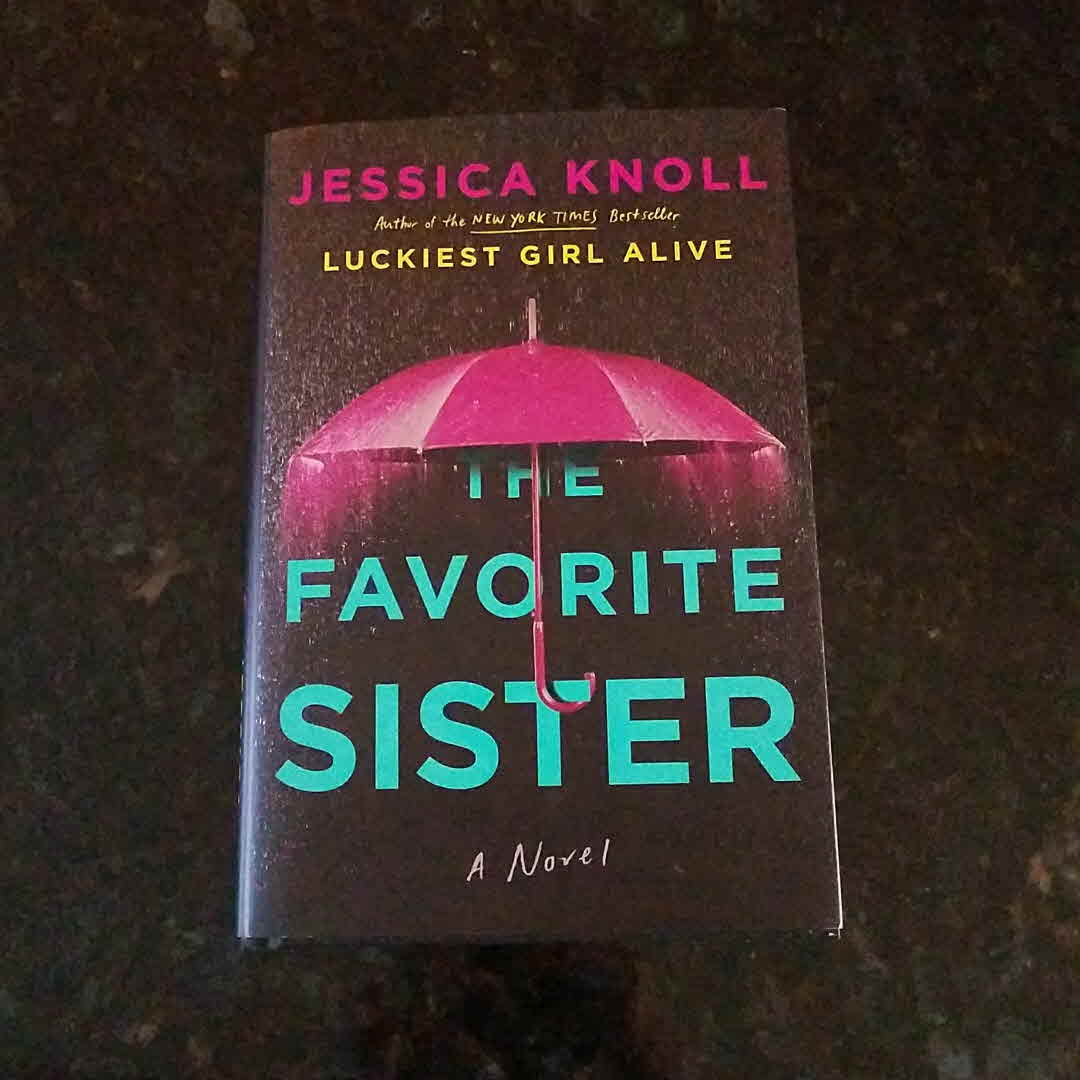 JESSICA KNOLL
Author of the NEW YORK TIMES Bestseller
LUCKIEST GIRL ALIVE
THE
FAVORITE
SISTER
A Novel